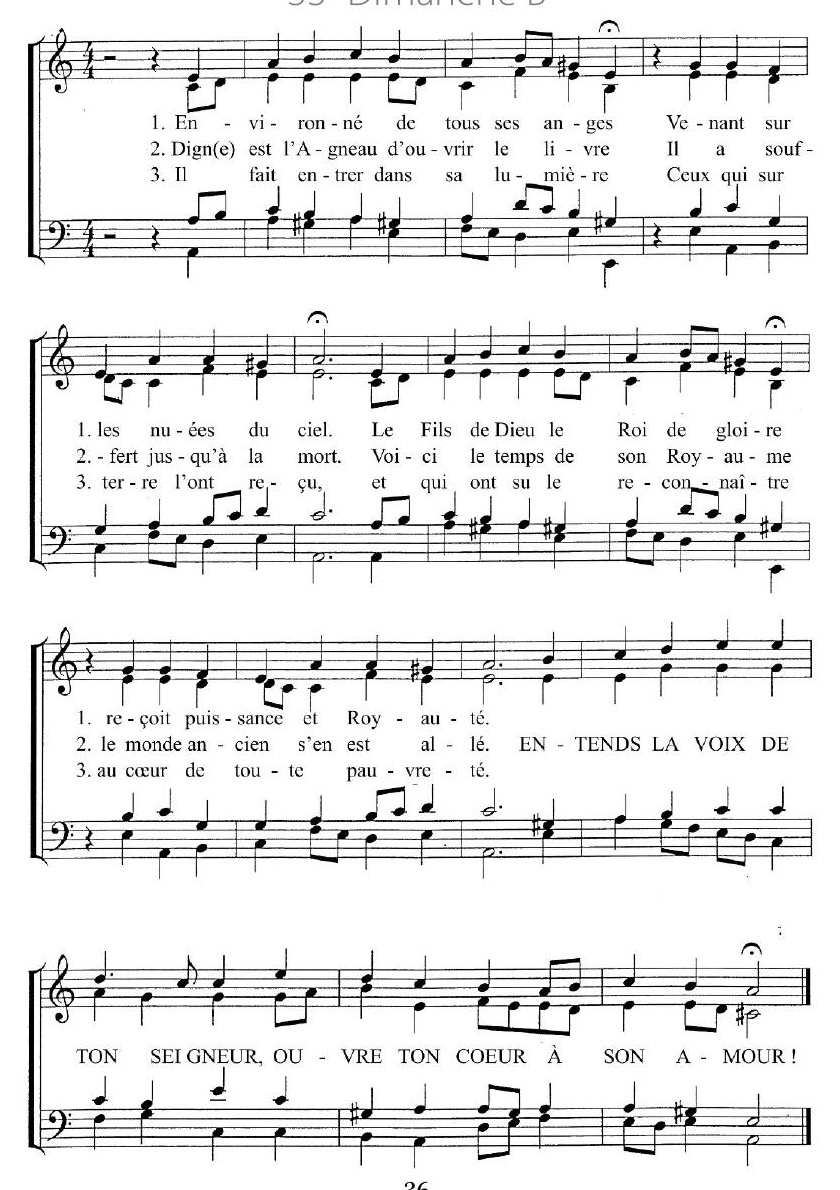 33° Dimanche B
1. En - vi - ron - né de tous ses an - ges Ve - nant sur
2. Dign(e) est l'A - gneau d'ou - vrir le li - vre Il a souf -
3. Il fait en - trer dans sa lu - miè - re Ceux qui sur
1. les nu - ées du ciel. Le Fils de Dieu le Roi de gloi - re
2. - fert jus - qu'à la mort. Voi - ci le temps de son Roy - au - me
3. ter - re l'ont re - çu, et qui ont su le re - con - naî - tre
1. re - çoit puis - sance et Roy - au - té.
2. le monde an - cien s'en est al - lé. EN - TENDS LA VOIX DE
3. au cœur de tou - te pau - vre - té.
TON SEI GNEUR, OU - VRE TON COEUR À SON A - MOUR !
36